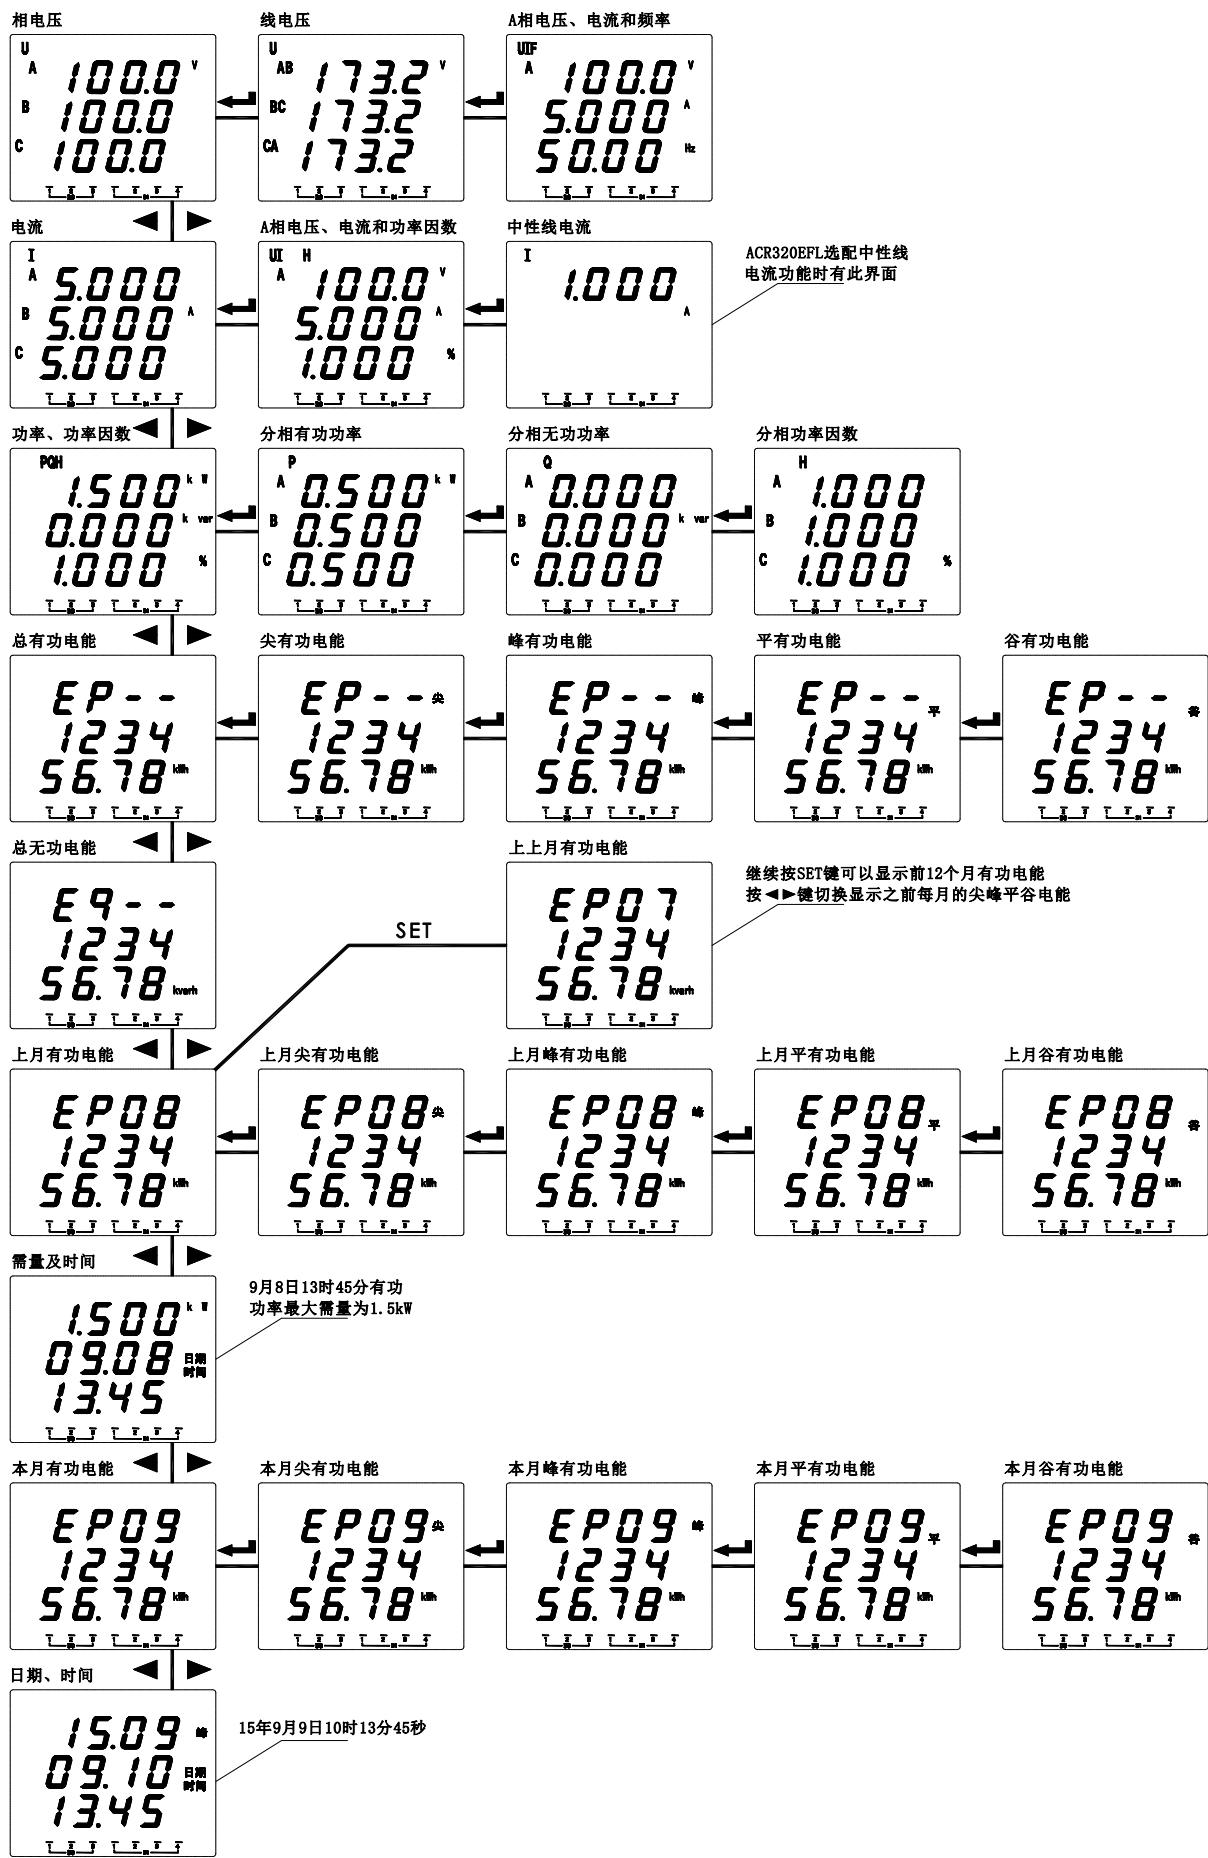 相电压
U
A 100.0 V
B 100.0
C 100.0
线电压
U
AB 173.2 V
BC 173.2
CA 173.2
A相电压、电流和频率
UIF
A 100.0 V
5.000 A
50.00 Hz
电流
I
A 5.000
B 5.000 A
C 5.000
A相电压、电流和功率因数
UI H
A 100.0 V
5.000 A
1.000 %
中性线电流
I
1.000
A
ACR320EFL选配中性线
电流功能时有此界面
功率、功率因数
PQH
1.500 k W
0.000 k var
1.000 %
分相有功功率
P
A 0.500 k W
B 0.500
C 0.500
分相无功功率
Q
A 0.000
B 0.000 k var
C 0.000
分相功率因数
H
A 1.000
B 1.000
C 1.000 %
总有功电能
EP--
1234
56.78 kWh
尖有功电能
EP-- 尖
1234
56.78 kWh
峰有功电能
EP-- 峰
1234
56.78 kWh
平有功电能
EP-- 平
1234
56.78 kWh
谷有功电能
EP-- 谷
1234
56.78 kWh
总无功电能
Eq--
1234
56.78 kvarh
SET
上上月有功电能
EP07
1234
56.78 kvarh
继续按SET键可以显示前12个月有功电能
按◀▶键切换显示之前每月的尖峰平谷电能
上月有功电能
EP08
1234
56.78 kWh
上月尖有功电能
EP08 尖
1234
56.78 kWh
上月峰有功电能
EP08 峰
1234
56.78 kWh
上月平有功电能
EP08 平
1234
56.78 kWh
上月谷有功电能
EP08 谷
1234
56.78 kWh
需量及时间
1.500 k W
09.08 日期
时间
13.45
9月8日13时45分有功
功率最大需量为1.5kW
本月有功电能
EP09
1234
56.78 kWh
本月尖有功电能
EP09 尖
1234
56.78 kWh
本月峰有功电能
EP09 峰
1234
56.78 kWh
本月平有功电能
EP09 平
1234
56.78 kWh
本月谷有功电能
EP09 谷
1234
56.78 kWh
日期、时间
15.09 峰
09.10 日期
时间
13.45
15年9月9日10时13分45秒